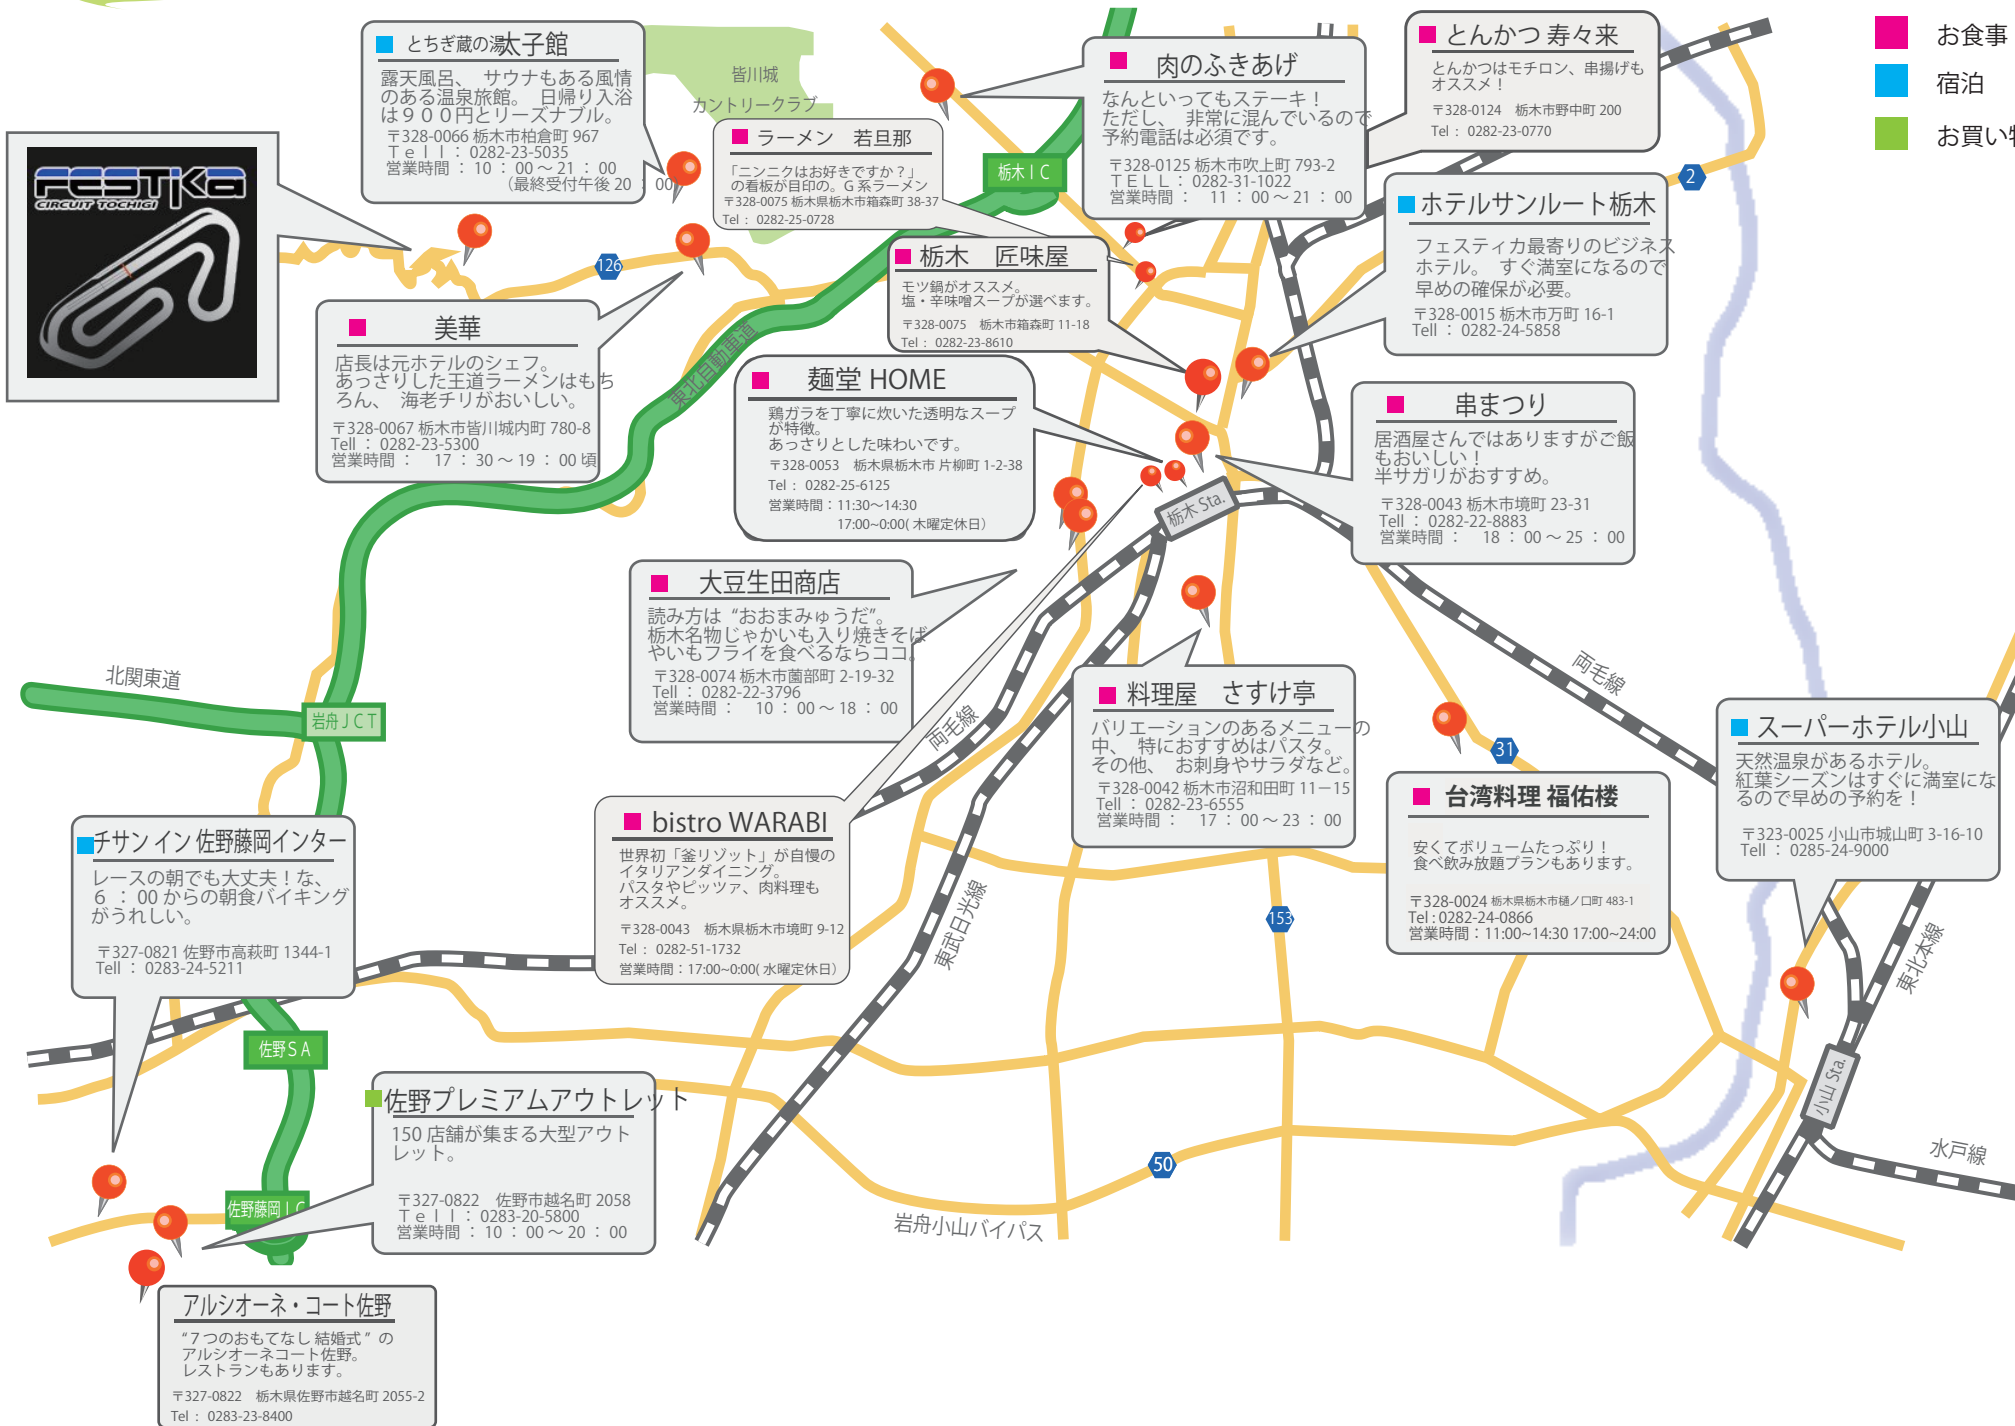 とちぎ蔵の湯 太子館
露天風呂、 サウナもある風情
のある温泉旅館。 日帰り入浴
は９００円とリーズナブル。
〒328-0066 栃木市柏倉町 967
Ｔｅｌｌ： 0282-23-5035
営業時間： 10 ： 00 ～ 21 ： 00
（最終受付午後 20 ： 00）
皆川城
カントリークラブ
ラーメン　若旦那
「ニンニクはお好きですか？」
の看板が目印の。G 系ラーメン
〒328-0075 栃木県栃木市箱森町 38-37
Tel： 0282-25-0728
肉のふきあげ
なんといってもステーキ！
ただし、 非常に混んでいるので
予約電話は必須です。
〒328-0125 栃木市吹上町 793-2
ＴＥＬＬ： 0282-31-1022
営業時間： 11 ： 00 ～ 21 ： 00
とんかつ 寿々来
とんかつはモチロン、串揚げも
オススメ！
〒328-0124　栃木市野中町 200
Tel： 0282-23-0770
お食事
宿泊
お買い
FESTIKA
CIRCUIT TOCHIGI
栃木ＩＣ
2
126
栃木　匠味屋
モツ鍋がオススメ。
塩・辛味噌スープが選べます。
〒328-0075　栃木市箱森町 11-18
Tel： 0282-23-8610
ホテルサンルート栃木
フェスティカ最寄りのビジネス
ホテル。 すぐ満室になるので
早めの確保が必要。
〒328-0015 栃木市万町 16-1
Tell ： 0282-24-5858
美華
店長は元ホテルのシェフ。
あっさりした王道ラーメンはもち
ろん、 海老チリがおいしい。
〒328-0067 栃木市皆川城内町 780-8
Tell ： 0282-23-5300
営業時間： 17 ： 30 ～ 19 ： 00 頃
東北自動車道
麺堂 HOME
鶏ガラを丁寧に炊いた透明なスープ
が特徴。
あっさりとした味わいです。
〒328-0053　栃木県栃木市 片柳町 1-2-38
Tel： 0282-25-6125
営業時間：11:30～14:30
17:00~0:00( 木曜定休日）
串まつり
居酒屋さんではありますがご飯
もおいしい！
半サガリがおすすめ。
〒328-0043 栃木市境町 23-31
Tell ： 0282-22-8883
営業時間： 18 ： 00 ～ 25 ： 00
栃木 Sta.
大豆生田商店
読み方は “おおまみゅうだ”。
栃木名物じゃかいも入り焼きそば
やいもフライを食べるならココ。
〒328-0074 栃木市薗部町 2-19-32
Tell ： 0282-22-3796
営業時間： 10 ： 00 ～ 18 ： 00
北関東道
岩舟ＪＣＴ
両毛線
両毛線
料理屋　さすけ亭
バリエーションのあるメニューの
中、 特におすすめはパスタ。
その他、 お刺身やサラダなど。
〒328-0042 栃木市沼和田町 11－15
Tell ： 0282-23-6555
営業時間： 17 ： 00 ～ 23 ： 00
31
スーパーホテル小山
天然温泉があるホテル。
紅葉シーズンはすぐに満室にな
るので早めの予約を！
〒323-0025 小山市城山町 3-16-10
Tell ： 0285-24-9000
台湾料理 福佑楼
安くてボリュームたっぷり！
食べ飲み放題プランもあります。
〒328-0024 栃木県栃木市樋ノ口町 483-1
Tel : 0282-24-0866
営業時間：11:00~14:30 17:00~24:00
チサン イン 佐野藤岡インター
レースの朝でも大丈夫！な、
6 ： 00 からの朝食バイキング
がうれしい。
〒327-0821 佐野市高萩町 1344-1
Tell ： 0283-24-5211
bistro WARABI
世界初「釜リゾット」が自慢の
イタリアンダイニング。
パスタやピッツァ、肉料理も
オススメ。
〒328-0043　栃木県栃木市境町 9-12
Tel： 0282-51-1732
営業時間：17:00~0:00( 水曜定休日）
東武日光線
153
東北本線
佐野ＳＡ
小山 Sta.
佐野プレミアムアウトレット
150 店舗が集まる大型アウト
レット。
〒327-0822　佐野市越名町 2058
Ｔｅｌｌ： 0283-20-5800
営業時間 ： 10 ： 00 ～ 20 ： 00
50
水戸線
佐野藤岡ＩＣ
岩舟小山バイパス
アルシオーネ・コート佐野
“７つのおもてなし 結婚式 ” の
アルシオーネコート佐野。
レストランもあります。
〒327-0822　栃木県佐野市越名町 2055-2
Tel： 0283-23-8400